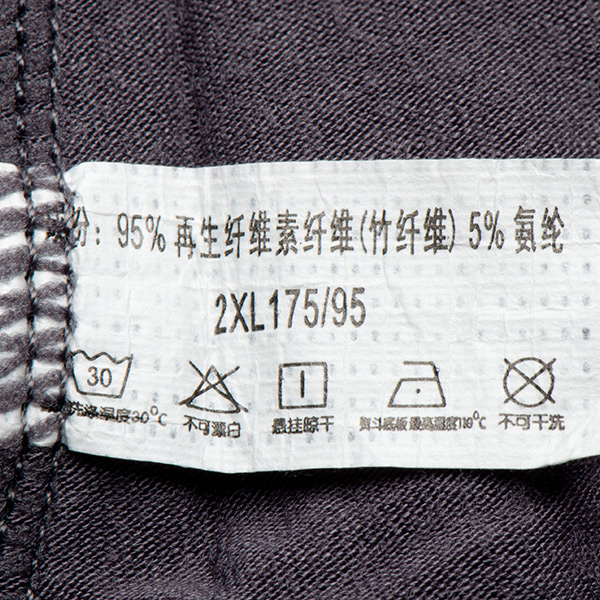 份：95% 再生纤维素纤维(竹纤维) 5% 氨纶
2XL175/95
30
洗涤温度30℃ 不可漂白 悬挂晾干 熨斗底板最高温度110℃ 不可干洗